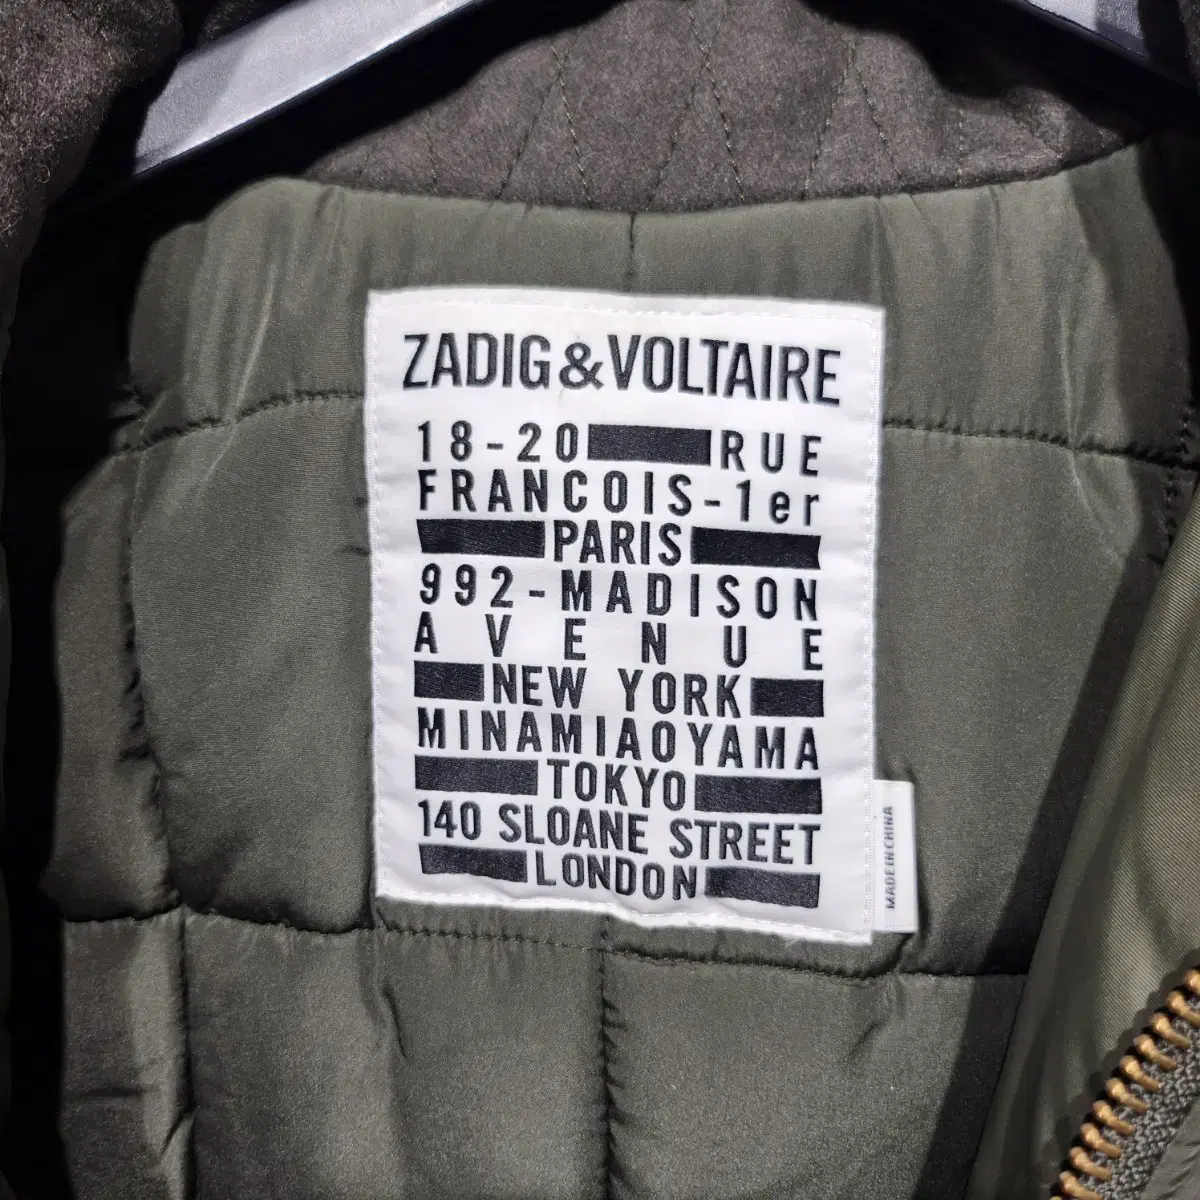 ZADIG&VOLTAIRE
18-20 RUE
FRANCOIS-1er
PARIS
992-MADISON
AVENUE
NEW YORK
MINAMIAOYAMA
TOKYO
140 SLOANE STREET
LONDON
MADE IN CHINA